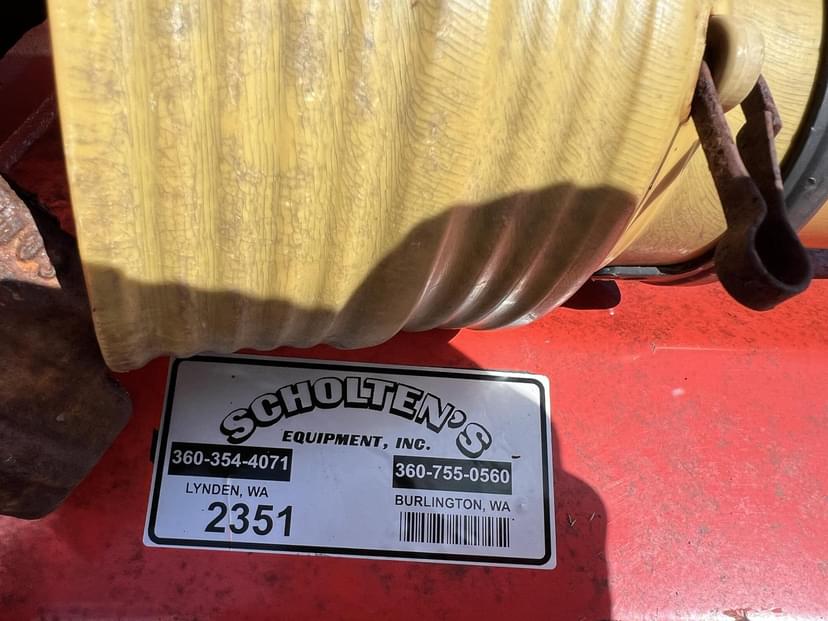 SCHOLTEN'S
EQUIPMENT, INC.
360-354-4071
LYNDEN, WA
2351
360-755-0560
BURLINGTON, WA